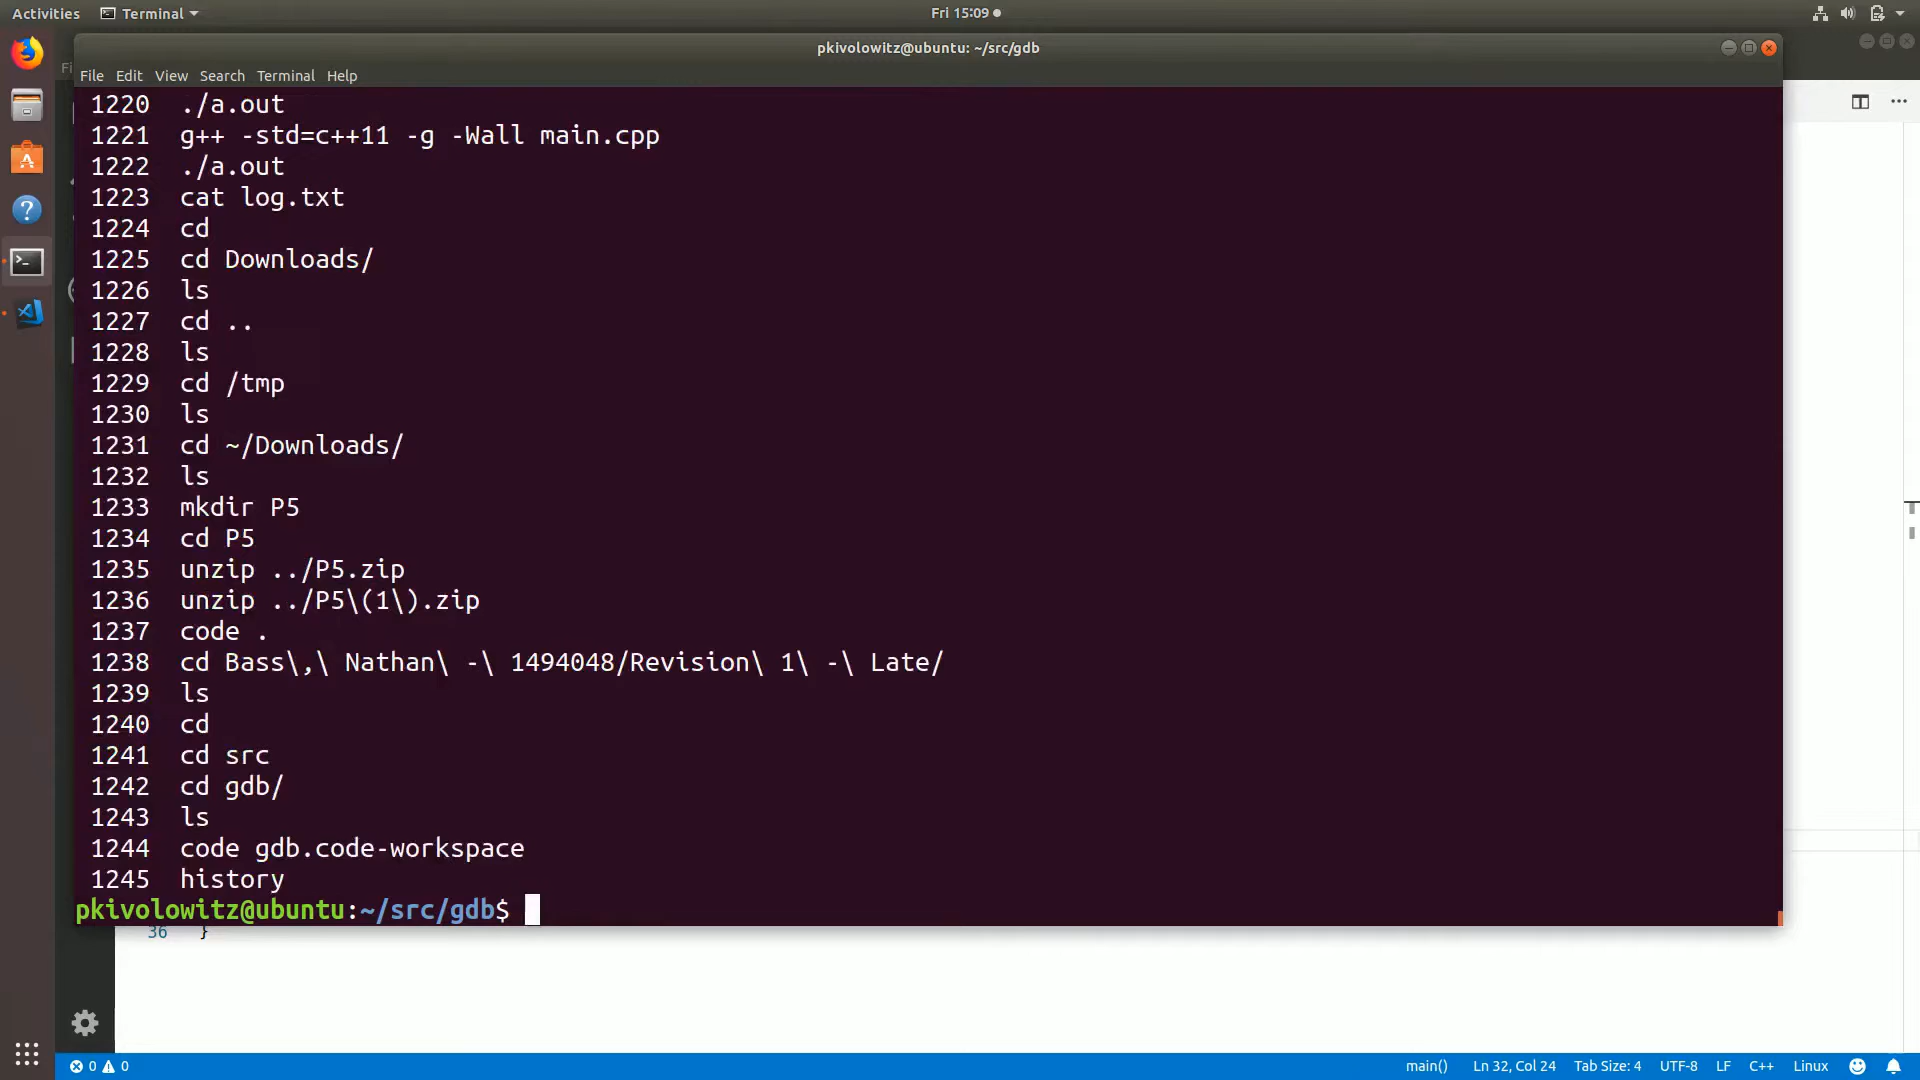 Activities Terminal Fri 15:09
pkivolowitz@ubuntu: ~/src/gdb
File Edit View Search Terminal Help
1220 ./a.out
1221 g++ -std=c++11 -g -Wall main.cpp
1222 ./a.out
1223 cat log.txt
1224 cd
1225 cd Downloads/
1226 ls
1227 cd ..
1228 ls
1229 cd /tmp
1230 ls
1231 cd ~/Downloads/
1232 ls
1233 mkdir P5
1234 cd P5
1235 unzip ../P5.zip
1236 unzip ../P5\(1\).zip
1237 code .
1238 cd Bass\,\ Nathan\ -\ 1494048/Revision\ 1\ -\ Late/
1239 ls
1240 cd
1241 cd src
1242 cd gdb/
1243 ls
1244 code gdb.code-workspace
1245 history
pkivolowitz@ubuntu:~/src/gdb$
36 }
0 0 main() Ln 32, Col 24 Tab Size: 4 UTF-8 LF C++ Linux